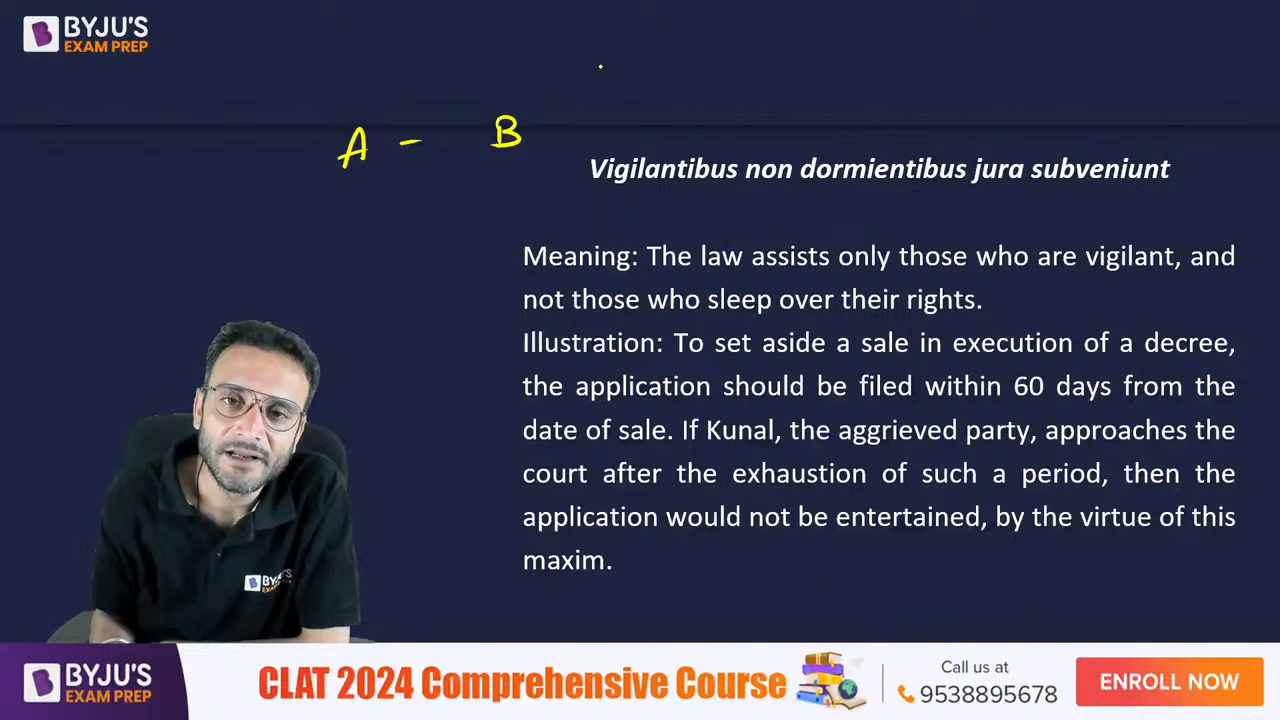 BYJU'S
EXAM PREP
A - B
Vigilantibus non dormientibus jura subveniunt
Meaning: The law assists only those who are vigilant, and
not those who sleep over their rights.
Illustration: To set aside a sale in execution of a decree,
the application should be filed within 60 days from the
date of sale. If Kunal, the aggrieved party, approaches the
court after the exhaustion of such a period, then the
application would not be entertained, by the virtue of this
maxim.
BYJU'S
EXAM PREP
BYJU'S
EXAM PREP
CLAT 2024 Comprehensive Course
Call us at
9538895678
ENROLL NOW